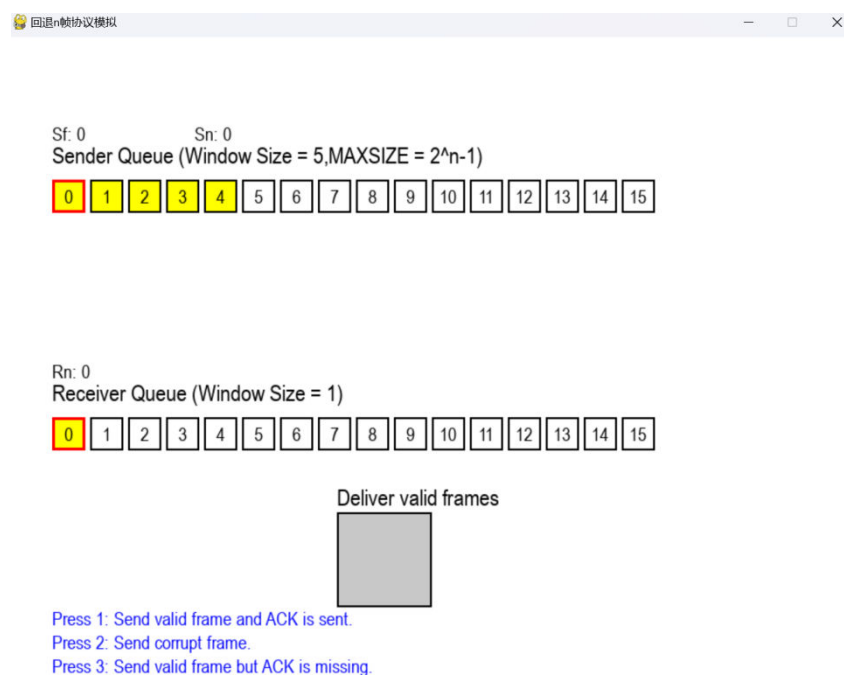 回退n帧协议模拟
Sf: 0 Sn: 0
Sender Queue (Window Size = 5,MAXSIZE = 2^n-1)
0 1 2 3 4 5 6 7 8 9 10 11 12 13 14 15
Rn: 0
Receiver Queue (Window Size = 1)
0 1 2 3 4 5 6 7 8 9 10 11 12 13 14 15
Deliver valid frames
Press 1: Send valid frame and ACK is sent.
Press 2: Send corrupt frame.
Press 3: Send valid frame but ACK is missing.